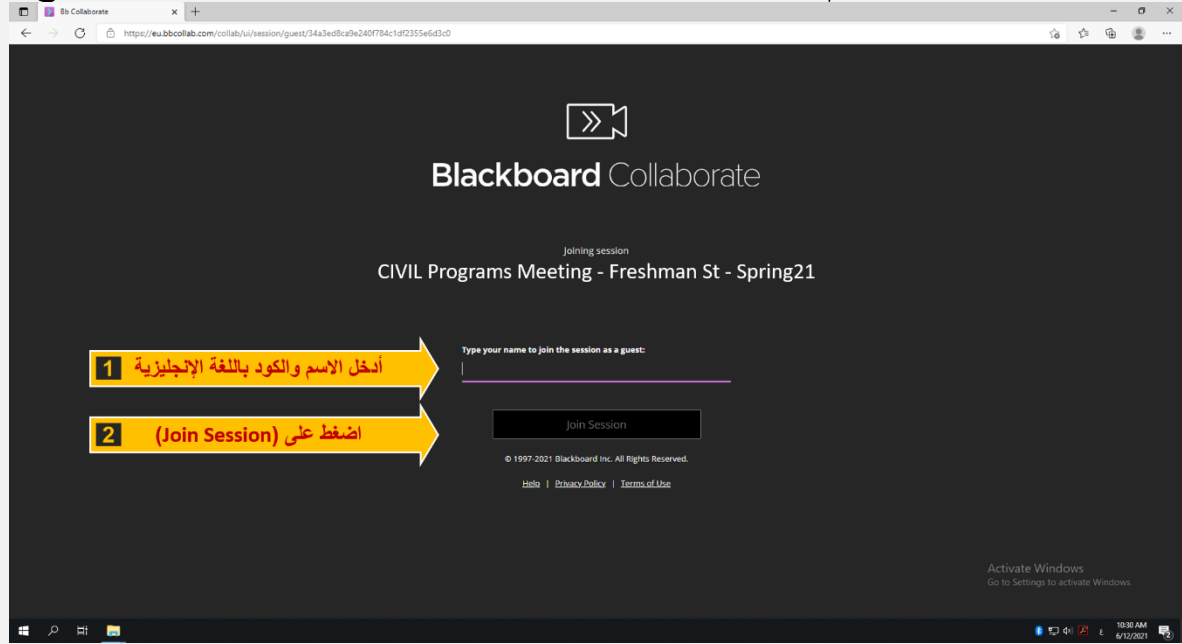 Bb Collaborate
https://eu.bbcollab.com/collab/ui/session/guest/34a3ed8ca9e240f784c1df2355e6d3c0
Blackboard Collaborate
Joining session
CIVIL Programs Meeting - Freshman St - Spring21
Type your name to join the session as a guest:
1 أدخل الاسم والكود باللغة الإنجليزية
2 اضغط على (Join Session)
Join Session
© 1997-2021 Blackboard Inc. All Rights Reserved.
Help | Privacy Policy | Terms of Use
Activate Windows
Go to Settings to activate Windows.
ع
10:30 AM
6/12/2021
2